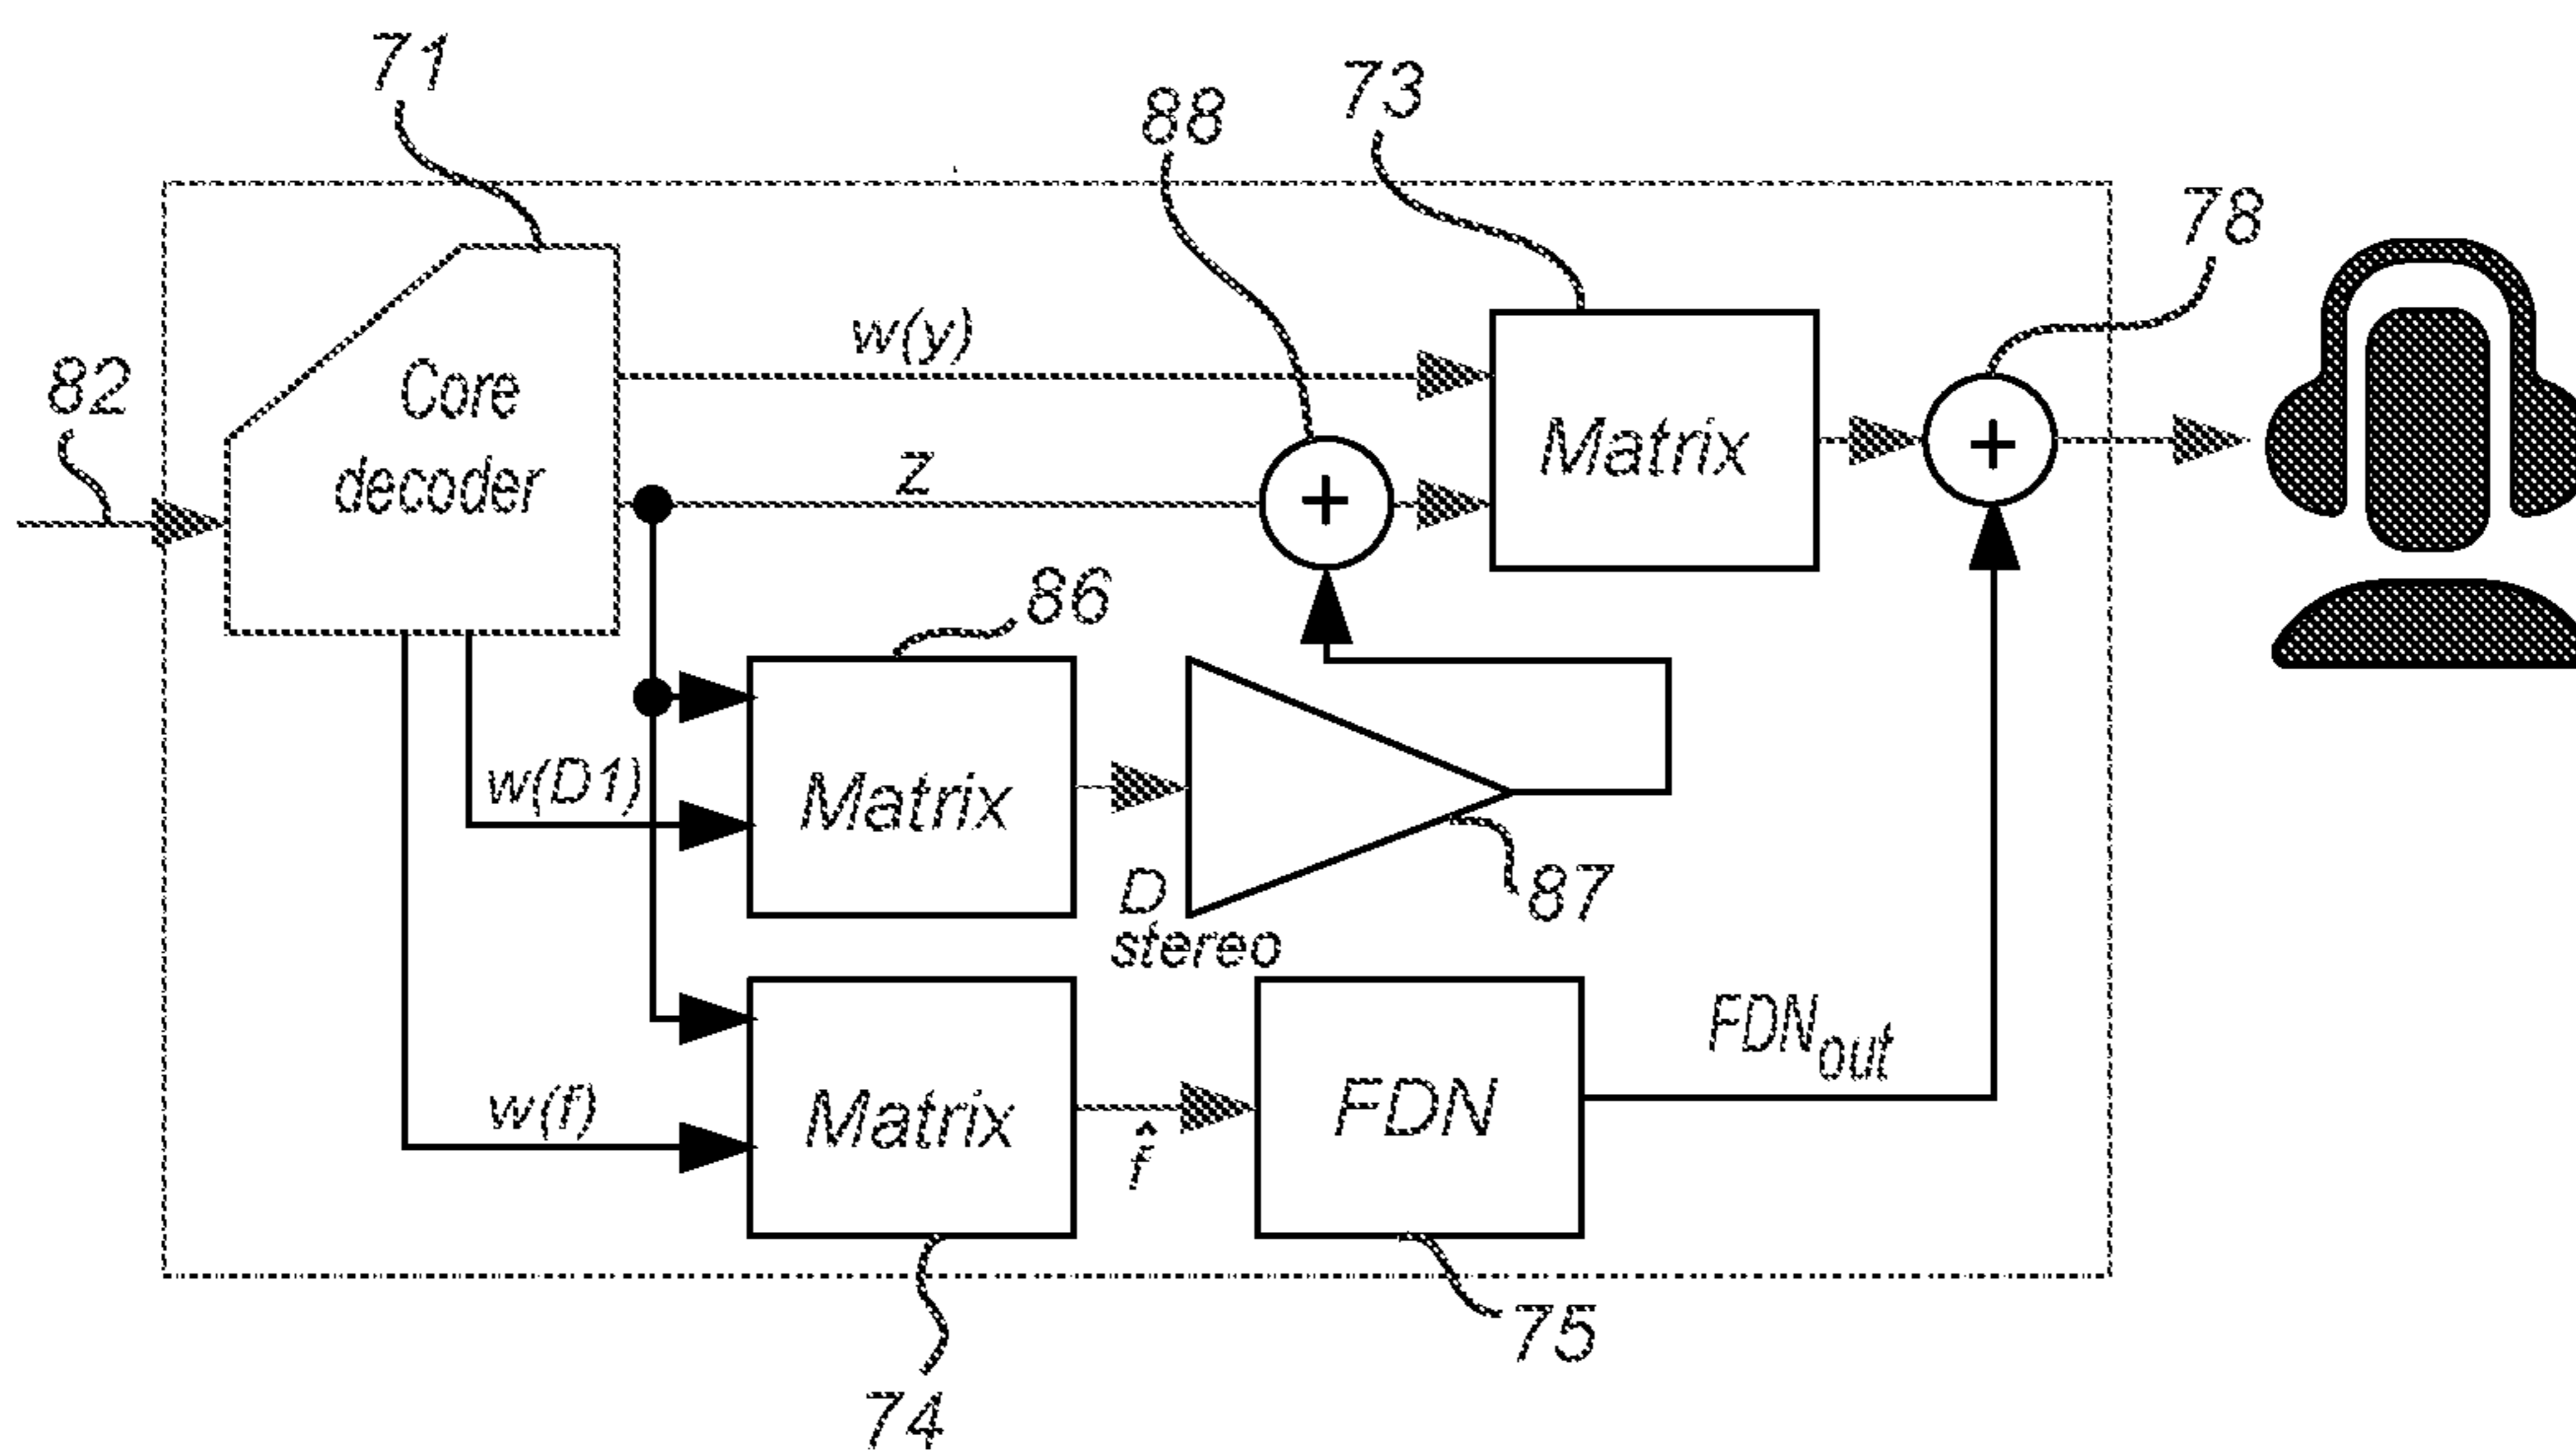 71
73
88
78
w(y)
82
Core
decoder
+
Matrix
+
z
86
w(D1)
Matrix
D
stereo
87
w(f)
Matrix
f̂
FDN
FDNout
75
74